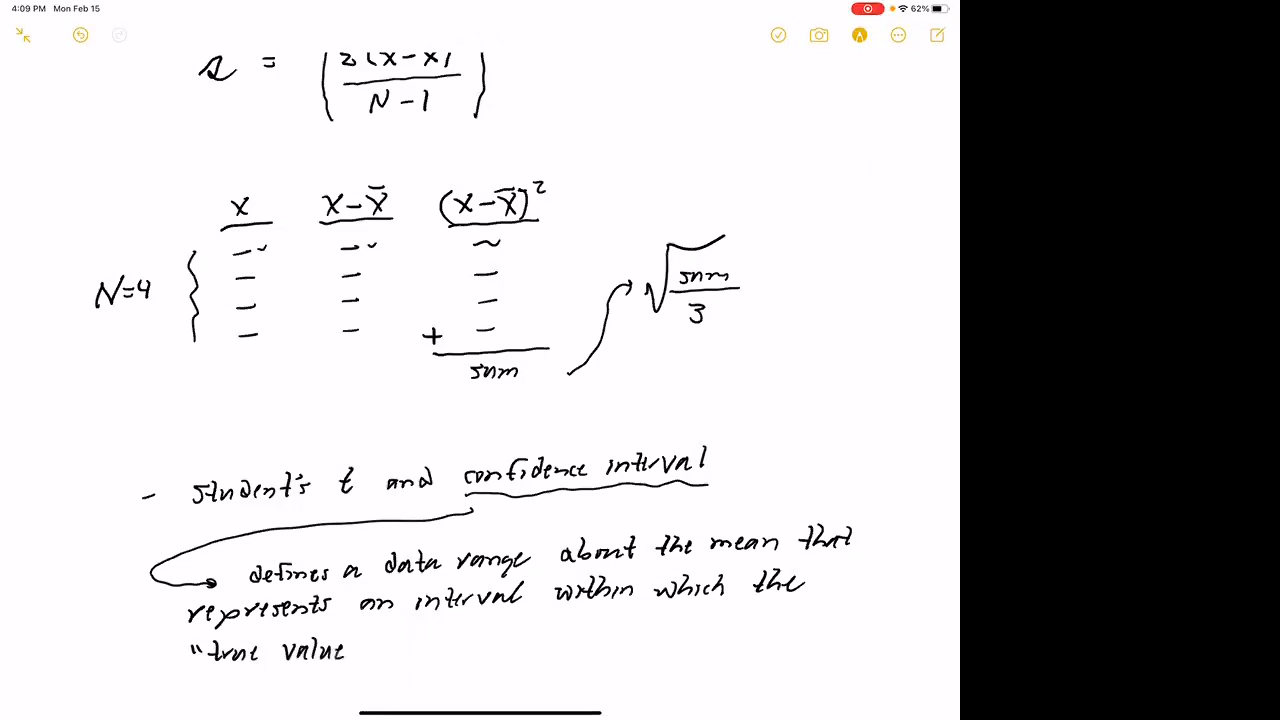 4:09 PM Mon Feb 15 62%
s = (Σ(x-x)
N-1)
x x-x̄ (x-x̄)²
N=4
+
sum
√ sum
3
- student's t and confidence interval
defines a data range about the mean that
represents an interval within which the
"true value